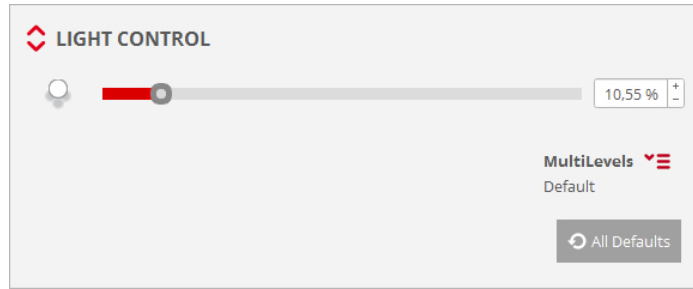 LIGHT CONTROL
10,55 %
MultiLevels
Default
All Defaults